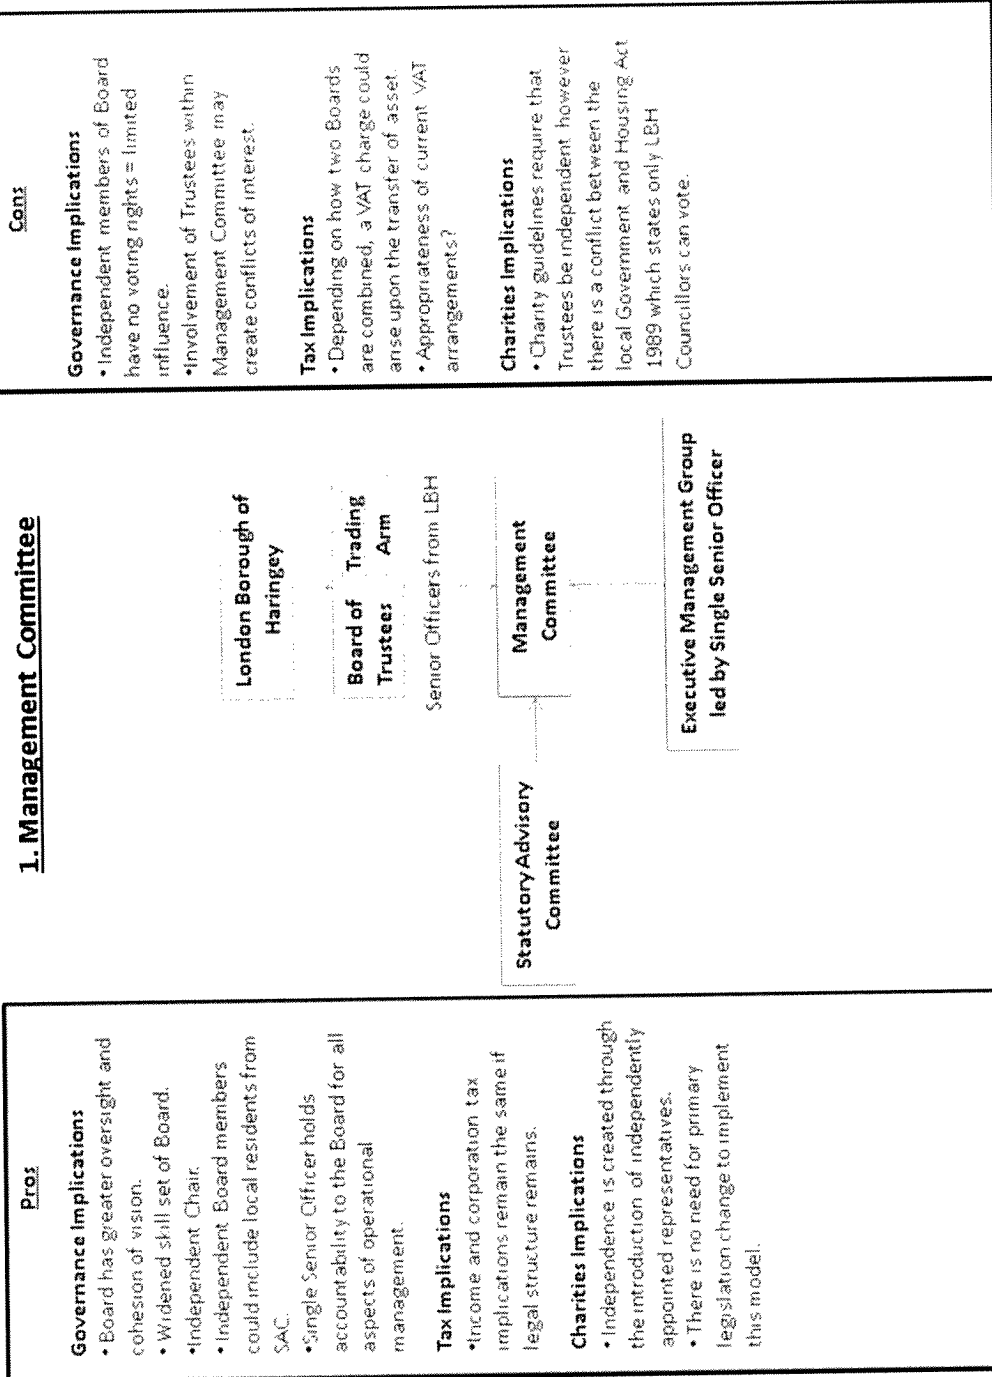 1. Management Committee
Pros
Governance Implications
• Board has greater oversight and
cohesion of vision.
• Widened skill set of Board.
•Independent Chair.
• Independent Board members
could include local residents from
SAC.
•Single Senior Officer holds
accountability to the Board for all
aspects of operational
management.
Tax Implications
•Income and corporation tax
implications remain the same if
legal structure remains.
Charities Implications
• Independence is created through
the introduction of independently
appointed representatives.
• There is no need for primary
legislation change to implement
this model.
London Borough of
Haringey
Board of
Trustees
Trading
Arm
Senior Officers from LBH
Statutory Advisory
Committee
Management
Committee
Executive Management Group
led by Single Senior Officer
Cons
Governance Implications
• Independent members of Board
have no voting rights = limited
influence.
•Involvement of Trustees within
Management Committee may
create conflicts of interest.
Tax Implications
• Depending on how two Boards
are combined, a VAT charge could
arise upon the transfer of asset.
• Appropriateness of current VAT
arrangements?
Charities Implications
• Charity guidelines require that
Trustees be independent however
there is a conflict between the
local Government and Housing Act
1989 which states only LBH
Councillors can vote.